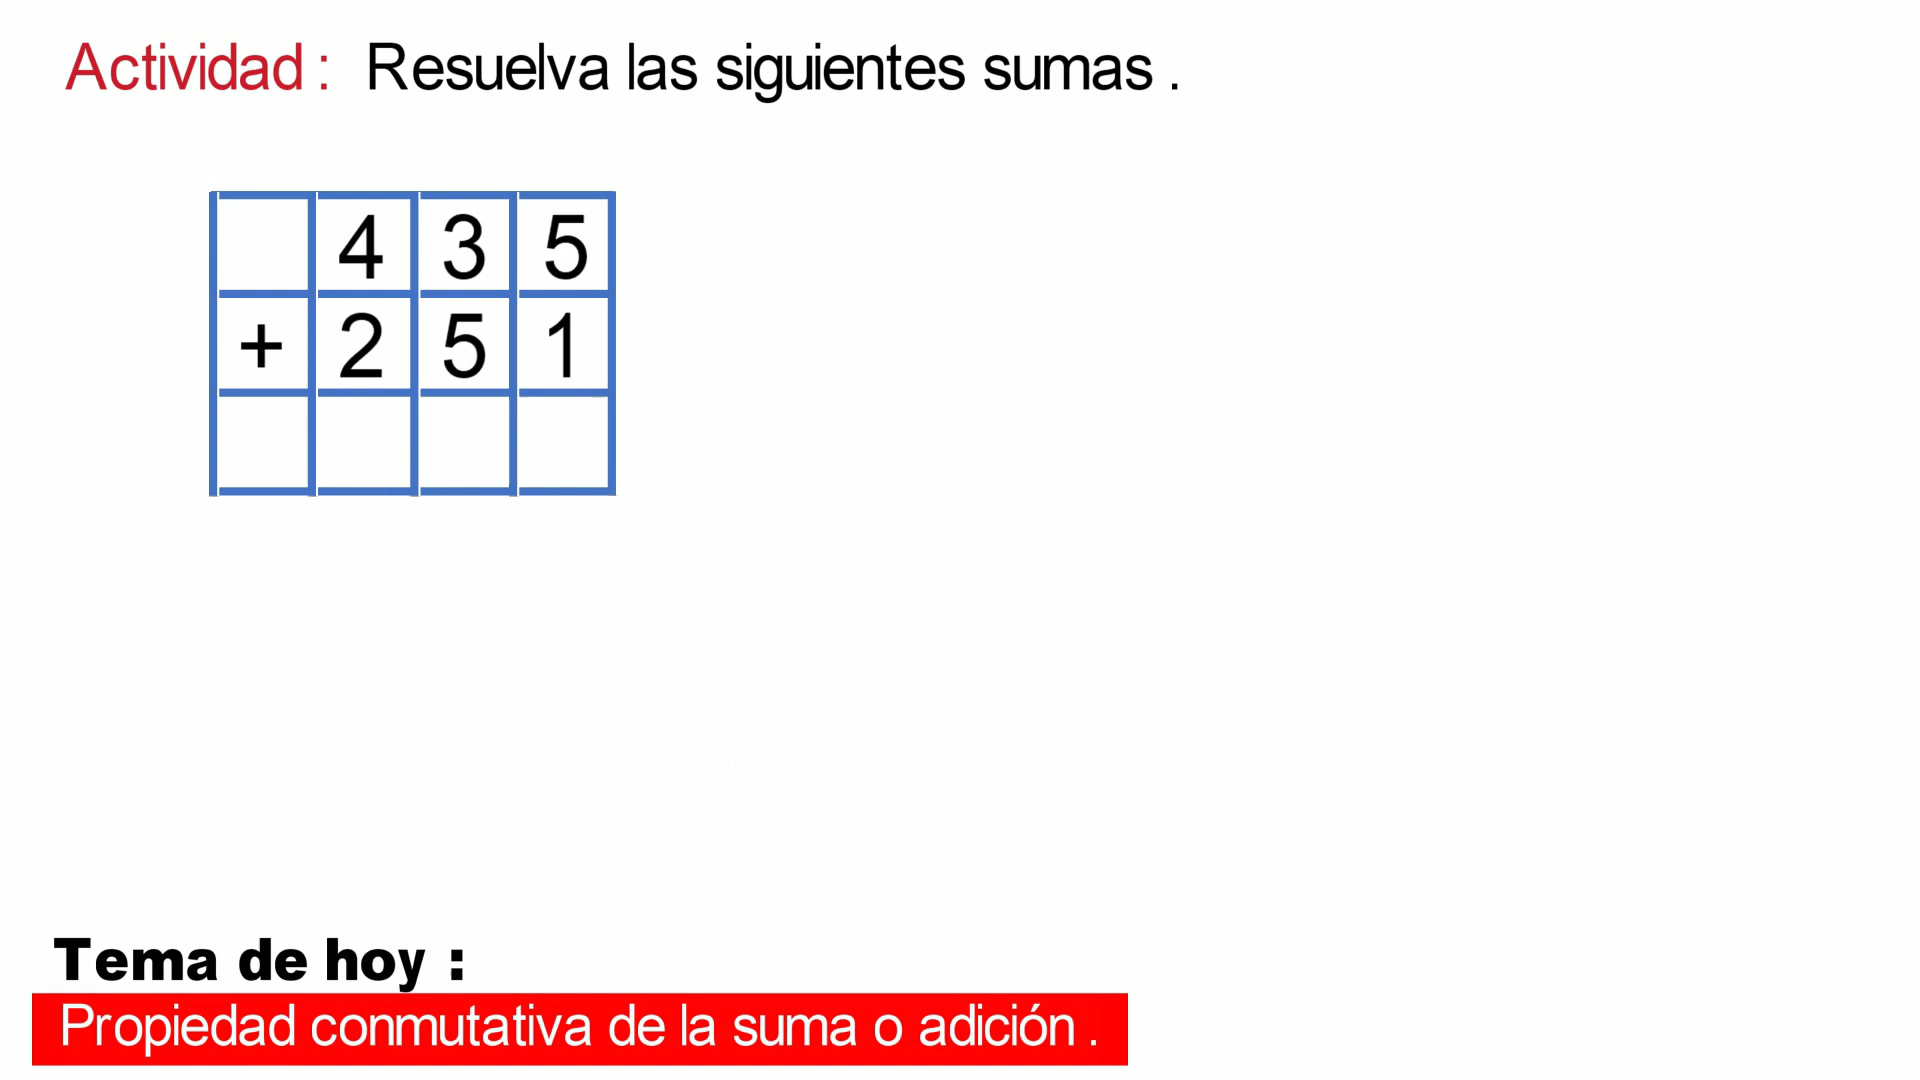 Actividad : Resuelva las siguientes sumas .
4 3 5
+ 2 5 1
Tema de hoy :
Propiedad conmutativa de la suma o adición .